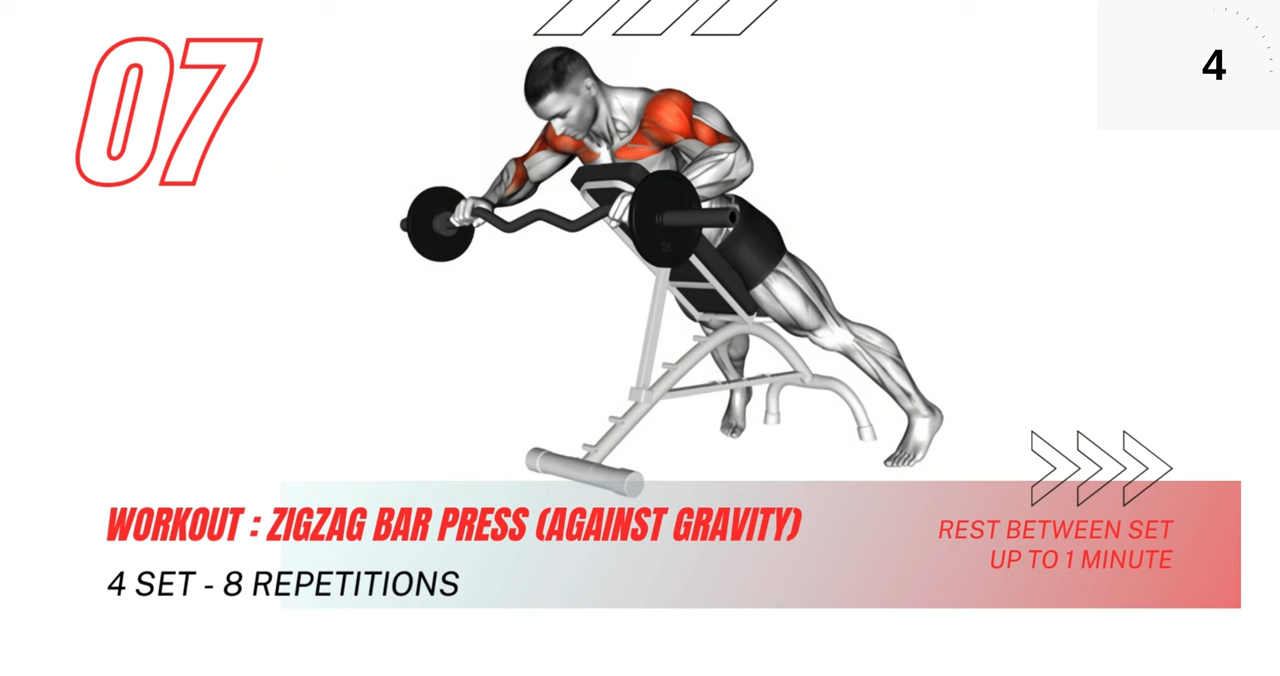 07
4
WORKOUT : ZIGZAG BAR PRESS (AGAINST GRAVITY)
4 SET - 8 REPETITIONS
REST BETWEEN SET
UP TO 1 MINUTE